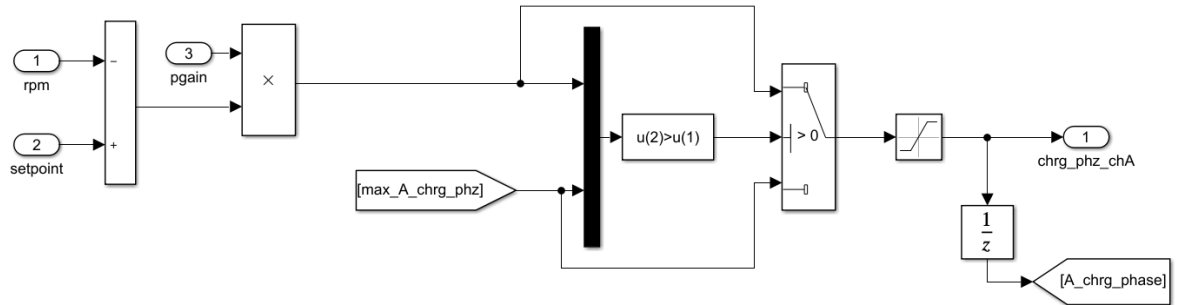 1
rpm
2
setpoint
−
+
3
pgain
×
[max_A_chrg_phz]
u(2)>u(1)
> 0
1
chrg_phz_chA
1
z
[A_chrg_phase]